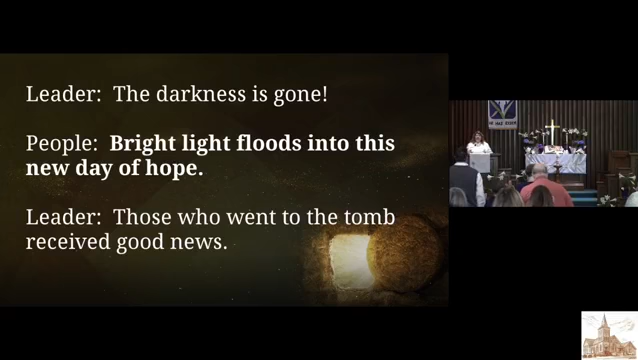 Leader:  The darkness is gone!
People:  Bright light floods into this
new day of hope.
Leader:  Those who went to the tomb
received good news.